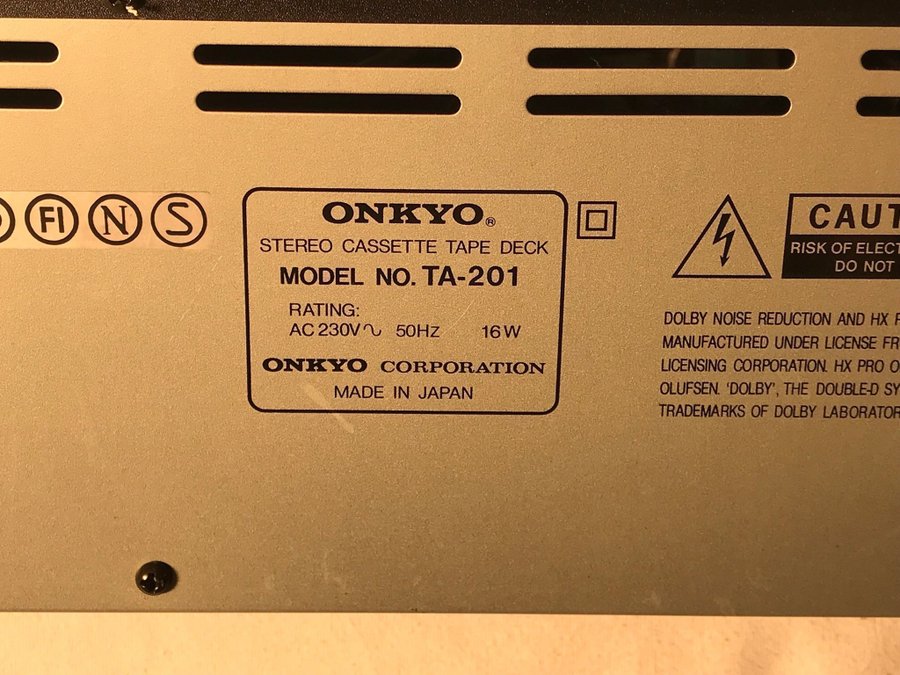 FI N S
ONKYO®
STEREO CASSETTE TAPE DECK
MODEL NO. TA-201
RATING:
AC 230V∿ 50Hz 16W
ONKYO CORPORATION
MADE IN JAPAN
CAUT
RISK OF ELECT
DO NOT
DOLBY NOISE REDUCTION AND HX P
MANUFACTURED UNDER LICENSE FR
LICENSING CORPORATION. HX PRO O
OLUFSEN. 'DOLBY', THE DOUBLE-D SY
TRADEMARKS OF DOLBY LABORATOR